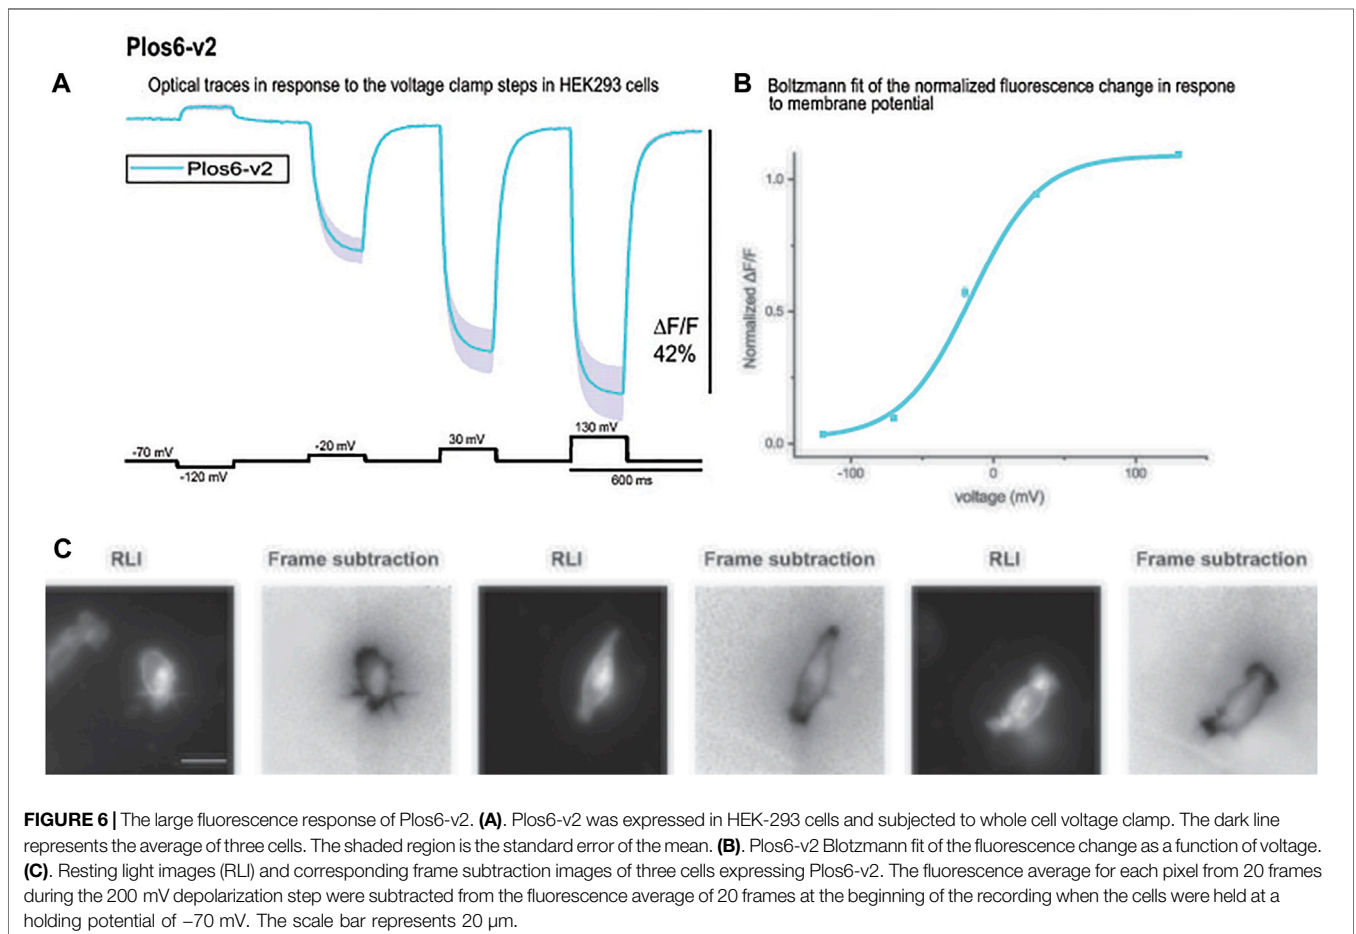 Plos6-v2
A
Optical traces in response to the voltage clamp steps in HEK293 cells
Plos6-v2
ΔF/F
42%
-70 mV
-120 mV
-20 mV
30 mV
130 mV
600 ms
B
Boltzmann fit of the normalized fluorescence change in respone
to membrane potential
Normalized ΔF/F
1.0
0.5
0.0
-100
0
100
voltage (mV)
C
RLI
Frame subtraction
RLI
Frame subtraction
RLI
Frame subtraction
FIGURE 6 | The large fluorescence response of Plos6-v2. (A). Plos6-v2 was expressed in HEK-293 cells and subjected to whole cell voltage clamp. The dark line
represents the average of three cells. The shaded region is the standard error of the mean. (B). Plos6-v2 Blotzmann fit of the fluorescence change as a function of voltage.
(C). Resting light images (RLI) and corresponding frame subtraction images of three cells expressing Plos6-v2. The fluorescence average for each pixel from 20 frames
during the 200 mV depolarization step were subtracted from the fluorescence average of 20 frames at the beginning of the recording when the cells were held at a
holding potential of −70 mV. The scale bar represents 20 μm.